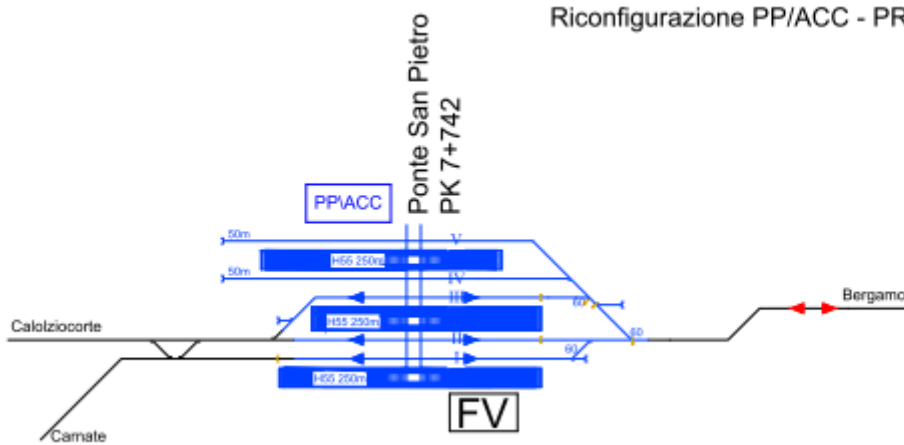 Riconfigurazione PP/ACC - PR
Ponte San Pietro
PK 7+742
PP\ACC
50m
V
H55 250m
50m
IV
III
60
Bergamo
H55 250m
Calolziocorte
II
60
I
60
H55 250m
FV
Carnate